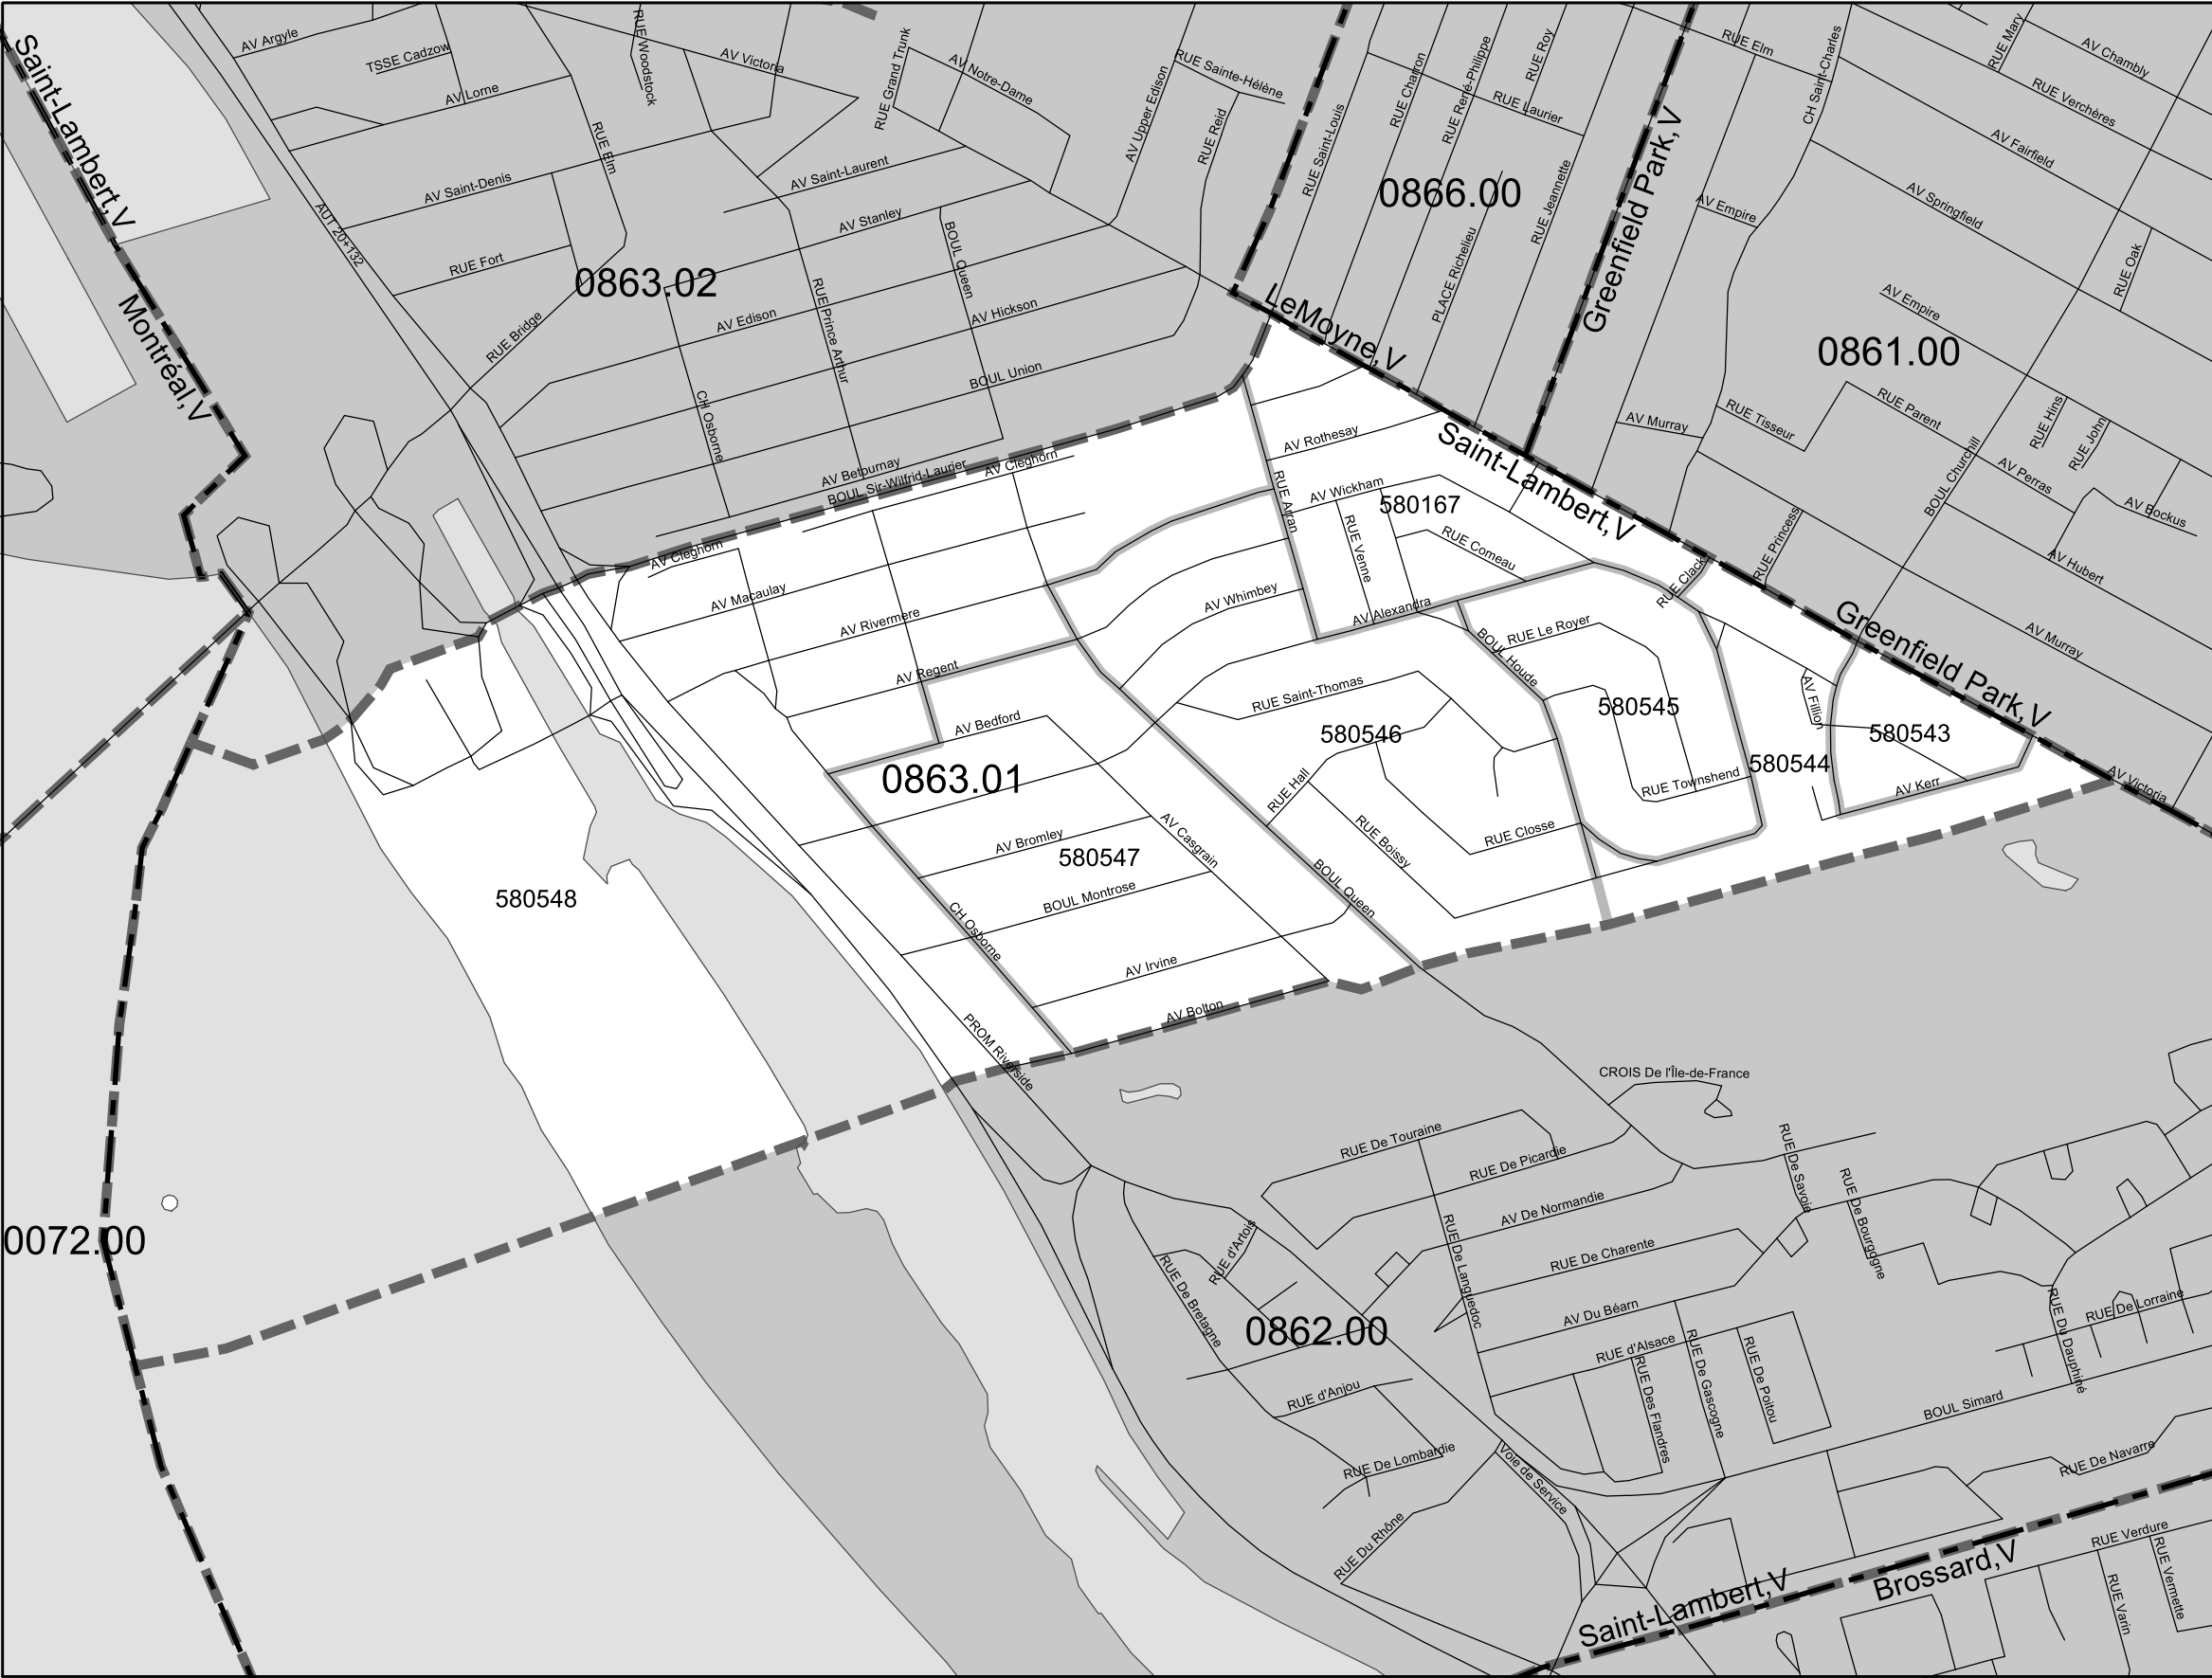 Saint-Lambert,V
Montréal,V
AV Argyle
TSSE Cadzow
AV Lorne
RUE Woodstock
AV Victoria
RUE Grand Trunk
AV Notre-Dame
AV Upper Edison
RUE Sainte-Hélène
RUE Reid
RUE Elm
AV Saint-Denis
AV Saint-Laurent
AV Stanley
BOUL Queen
AUT 20+132
RUE Fort
0863.02
RUE Bridge
RUE Prince Arthur
AV Edison
AV Hickson
BOUL Union
CH Osborne
AV Betournay
BOUL Sir-Wilfrid-Laurier
AV Cleghorn
RUE Saint-Louis
RUE Charron
RUE René-Philippe
RUE Roy
RUE Laurier
0866.00
PLACE Richelieu
RUE Jeannette
Greenfield Park,V
LeMoyne,V
Saint-Lambert,V
RUE Elm
CH Saint-Charles
RUE Mary
AV Chambly
RUE Verchères
AV Fairfield
AV Springfield
AV Empire
RUE Oak
AV Empire
0861.00
AV Murray
RUE Tisseur
RUE Parent
RUE Hins
RUE John
AV Perras
AV Bockus
BOUL Churchill
AV Hubert
RUE Princess
AV Murray
Greenfield Park,V
AV Victoria
AV Rothesay
RUE Arran
AV Wickham
580167
RUE Venne
RUE Comeau
RUE Clack
AV Cleghorn
AV Macaulay
AV Rivermere
AV Whimbey
AV Alexandra
BOUL Houde
RUE Le Royer
AV Regent
AV Bedford
RUE Saint-Thomas
580546
580545
AV Fillion
580543
580544
AV Kerr
RUE Townshend
0863.01
RUE Hall
RUE Boissy
RUE Closse
AV Bromley
580547
AV Casgrain
BOUL Queen
BOUL Montrose
CH Osborne
580548
AV Irvine
AV Bolton
PROM Riverside
0072.00
CROIS De l'Île-de-France
RUE De Touraine
RUE De Picardie
AV De Normandie
RUE De Savoie
RUE De Bourgogne
RUE d'Artois
RUE De Languedoc
RUE De Charente
RUE De Bretagne
0862.00
AV Du Béarn
RUE d'Alsace
RUE De Gascogne
RUE De Poitou
RUE Des Flandres
RUE De Lorraine
RUE Du Dauphiné
RUE d'Anjou
BOUL Simard
RUE De Lombardie
Voie de Service
RUE De Navarre
RUE Du Rhône
RUE Verdure
RUE Vermette
RUE Varin
Saint-Lambert,V
Brossard,V